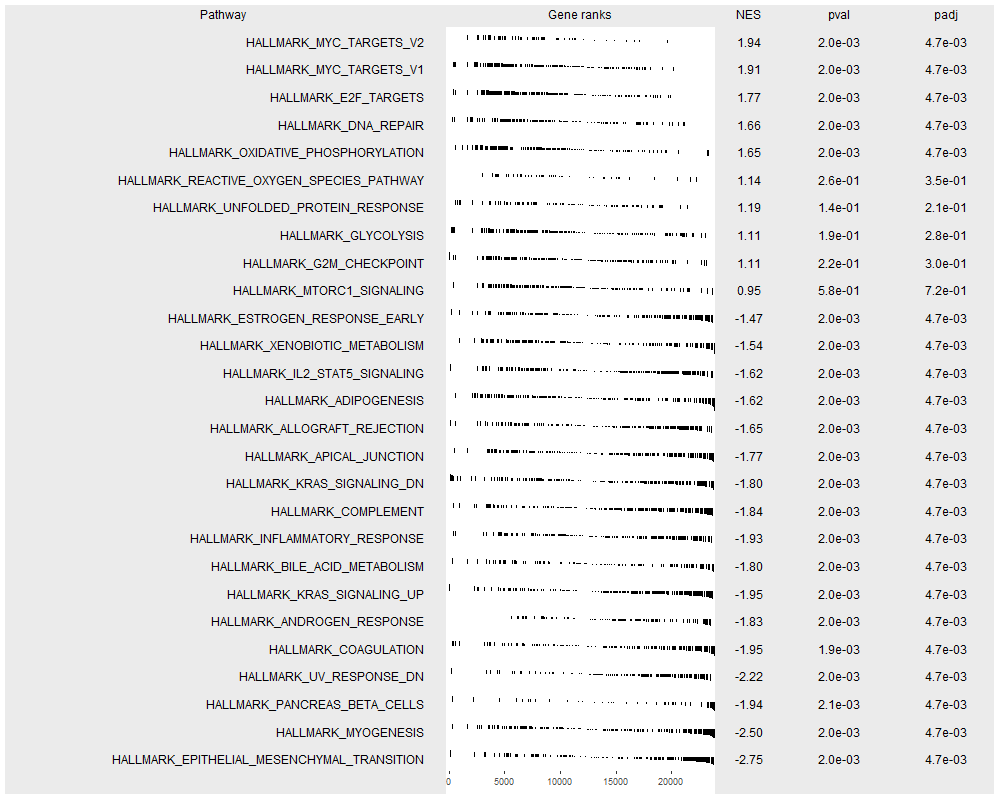 Pathway Gene ranks NES pval padj
HALLMARK_MYC_TARGETS_V2 1.94 2.0e-03 4.7e-03
HALLMARK_MYC_TARGETS_V1 1.91 2.0e-03 4.7e-03
HALLMARK_E2F_TARGETS 1.77 2.0e-03 4.7e-03
HALLMARK_DNA_REPAIR 1.66 2.0e-03 4.7e-03
HALLMARK_OXIDATIVE_PHOSPHORYLATION 1.65 2.0e-03 4.7e-03
HALLMARK_REACTIVE_OXYGEN_SPECIES_PATHWAY 1.14 2.6e-01 3.5e-01
HALLMARK_UNFOLDED_PROTEIN_RESPONSE 1.19 1.4e-01 2.1e-01
HALLMARK_GLYCOLYSIS 1.11 1.9e-01 2.8e-01
HALLMARK_G2M_CHECKPOINT 1.11 2.2e-01 3.0e-01
HALLMARK_MTORC1_SIGNALING 0.95 5.8e-01 7.2e-01
HALLMARK_ESTROGEN_RESPONSE_EARLY -1.47 2.0e-03 4.7e-03
HALLMARK_XENOBIOTIC_METABOLISM -1.54 2.0e-03 4.7e-03
HALLMARK_IL2_STAT5_SIGNALING -1.62 2.0e-03 4.7e-03
HALLMARK_ADIPOGENESIS -1.62 2.0e-03 4.7e-03
HALLMARK_ALLOGRAFT_REJECTION -1.65 2.0e-03 4.7e-03
HALLMARK_APICAL_JUNCTION -1.77 2.0e-03 4.7e-03
HALLMARK_KRAS_SIGNALING_DN -1.80 2.0e-03 4.7e-03
HALLMARK_COMPLEMENT -1.84 2.0e-03 4.7e-03
HALLMARK_INFLAMMATORY_RESPONSE -1.93 2.0e-03 4.7e-03
HALLMARK_BILE_ACID_METABOLISM -1.80 2.0e-03 4.7e-03
HALLMARK_KRAS_SIGNALING_UP -1.95 2.0e-03 4.7e-03
HALLMARK_ANDROGEN_RESPONSE -1.83 2.0e-03 4.7e-03
HALLMARK_COAGULATION -1.95 1.9e-03 4.7e-03
HALLMARK_UV_RESPONSE_DN -2.22 2.0e-03 4.7e-03
HALLMARK_PANCREAS_BETA_CELLS -1.94 2.1e-03 4.7e-03
HALLMARK_MYOGENESIS -2.50 2.0e-03 4.7e-03
HALLMARK_EPITHELIAL_MESENCHYMAL_TRANSITION -2.75 2.0e-03 4.7e-03
0 5000 10000 15000 20000